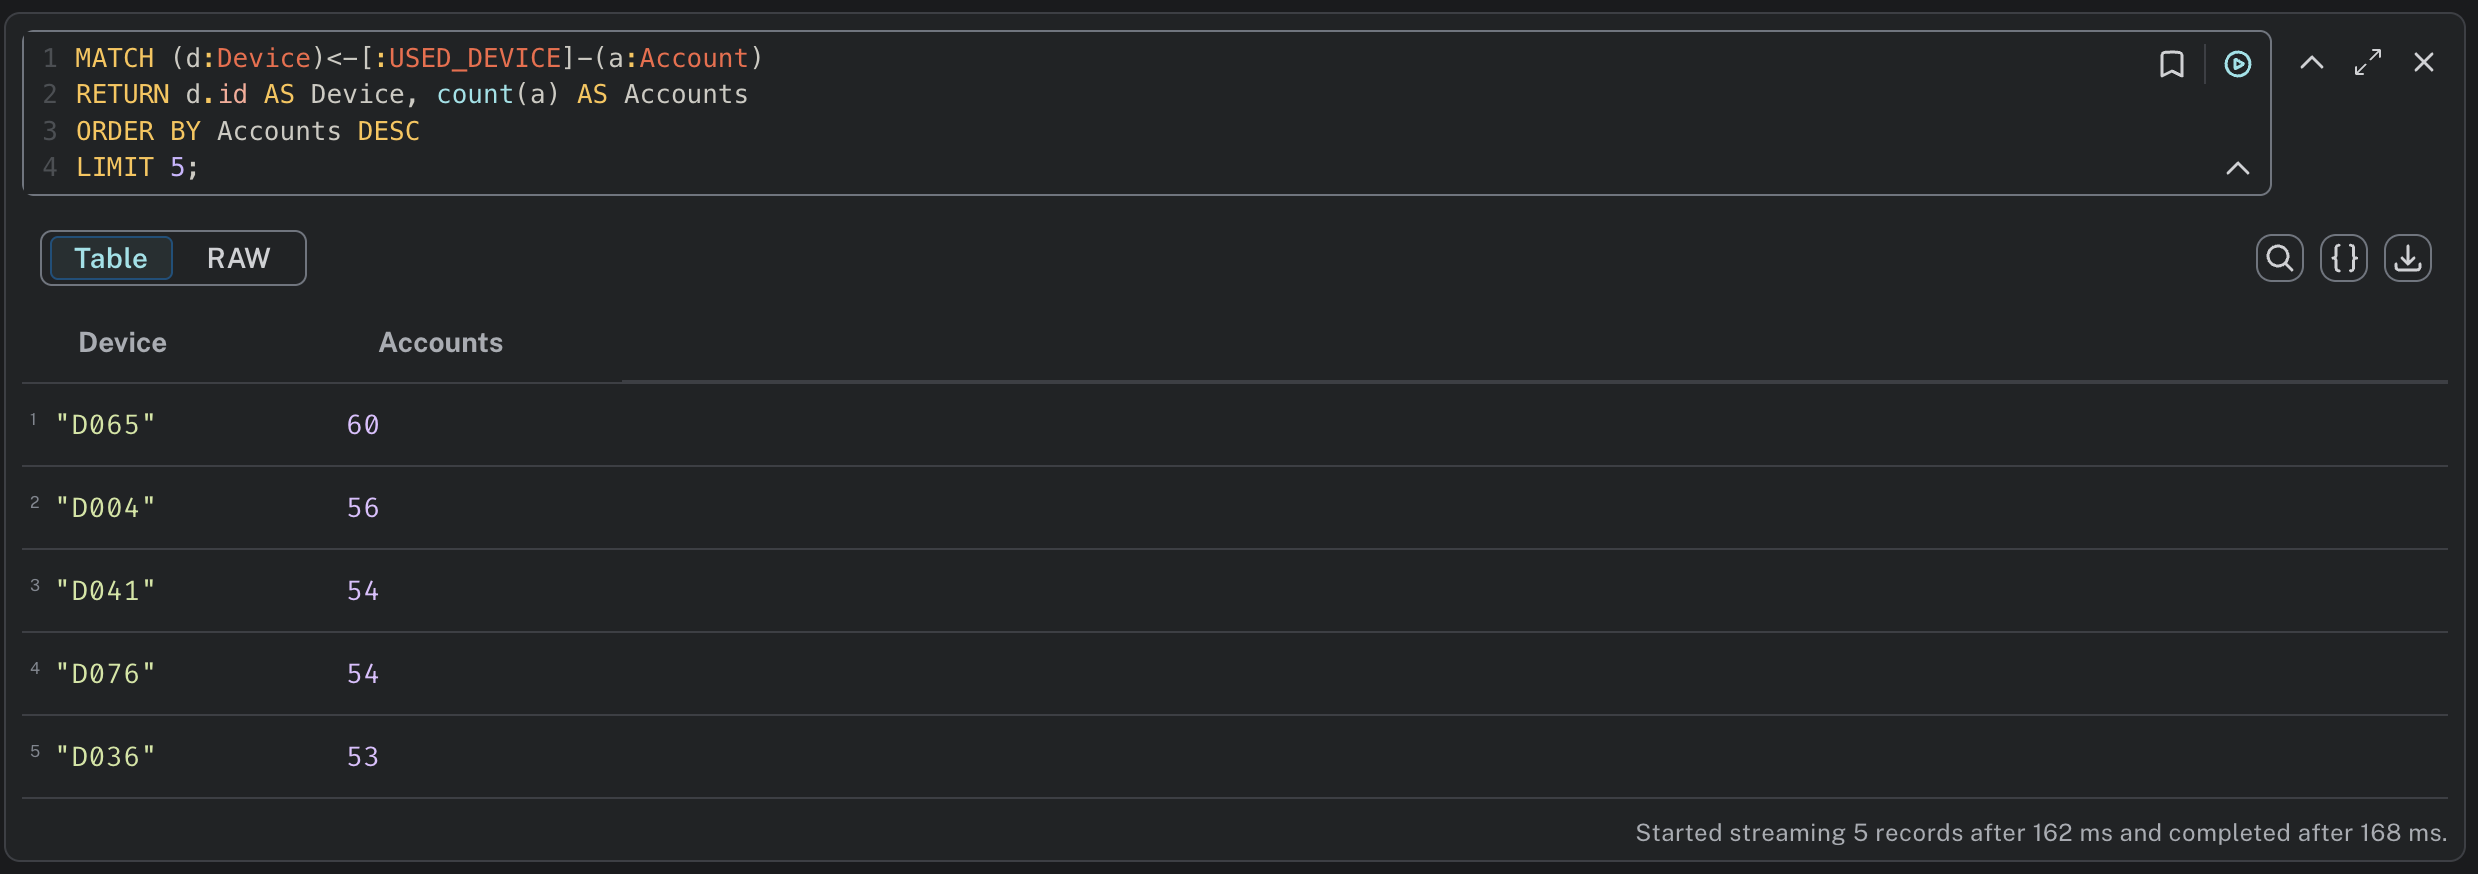 1 MATCH (d:Device)<-[:USED_DEVICE]-(a:Account)
2 RETURN d.id AS Device, count(a) AS Accounts
3 ORDER BY Accounts DESC
4 LIMIT 5;
Table RAW
{}
Device Accounts
1 "D065" 60
2 "D004" 56
3 "D041" 54
4 "D076" 54
5 "D036" 53
Started streaming 5 records after 162 ms and completed after 168 ms.